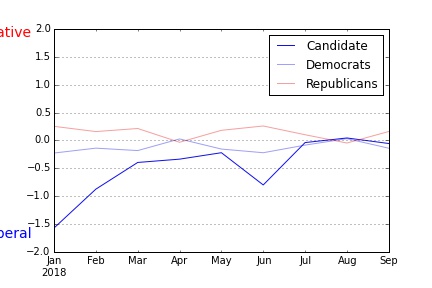 ative
beral
2.0
1.5
1.0
0.5
0.0
−0.5
−1.0
−1.5
−2.0
Candidate
Democrats
Republicans
Jan Feb Mar Apr May Jun Jul Aug Sep
2018